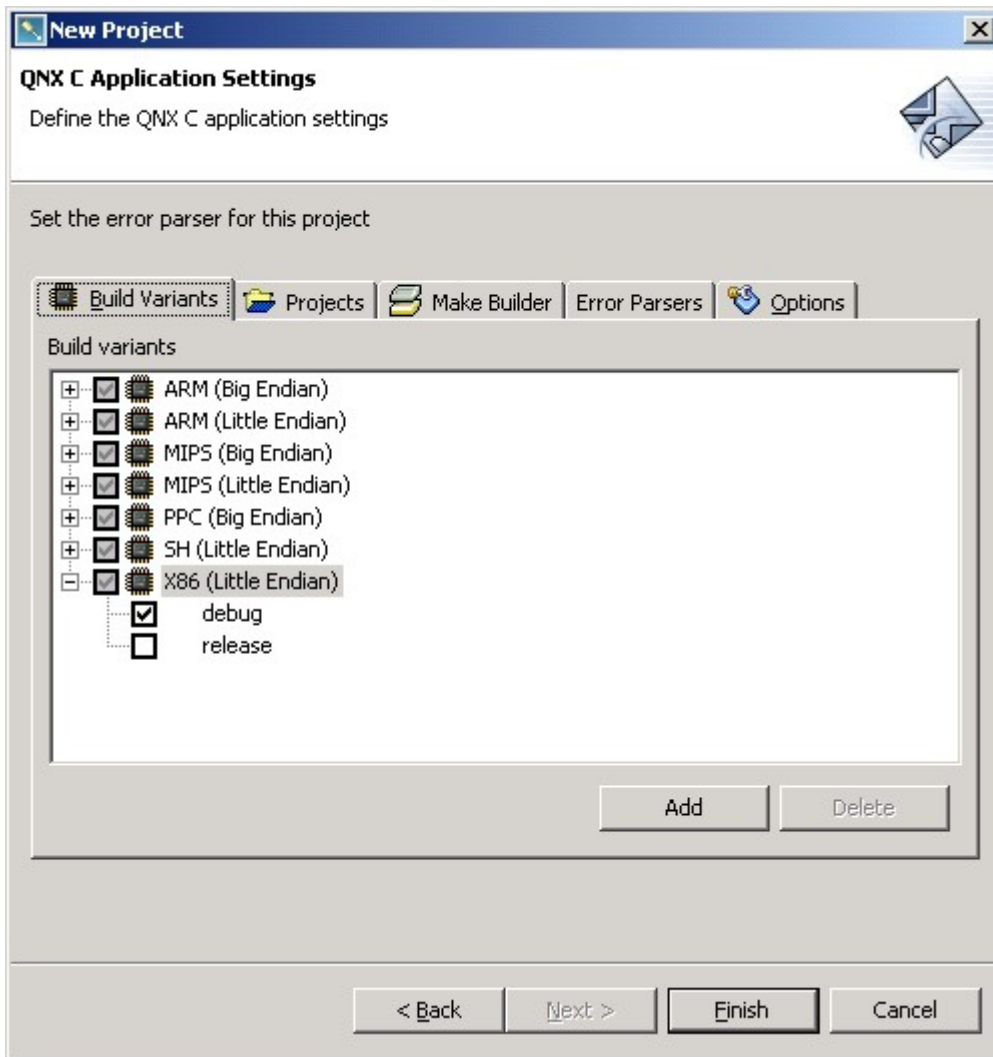 New Project
QNX C Application Settings
Define the QNX C application settings
Set the error parser for this project
Build Variants Projects Make Builder Error Parsers Options
Build variants
ARM (Big Endian)
ARM (Little Endian)
MIPS (Big Endian)
MIPS (Little Endian)
PPC (Big Endian)
SH (Little Endian)
X86 (Little Endian)
debug
release
Add Delete
< Back Next > Finish Cancel